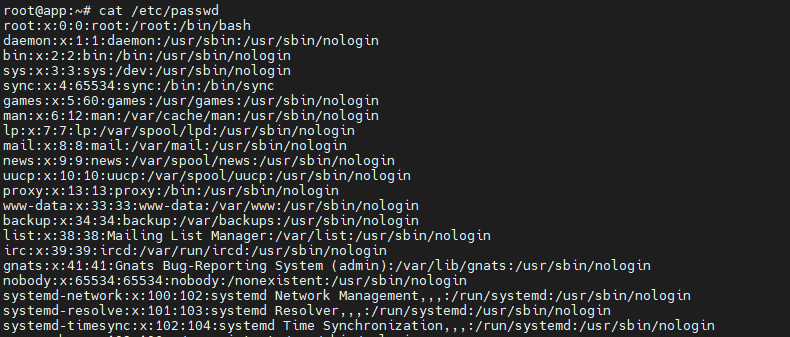 root@app:~# cat /etc/passwd
root:x:0:0:root:/root:/bin/bash
daemon:x:1:1:daemon:/usr/sbin:/usr/sbin/nologin
bin:x:2:2:bin:/bin:/usr/sbin/nologin
sys:x:3:3:sys:/dev:/usr/sbin/nologin
sync:x:4:65534:sync:/bin:/bin/sync
games:x:5:60:games:/usr/games:/usr/sbin/nologin
man:x:6:12:man:/var/cache/man:/usr/sbin/nologin
lp:x:7:7:lp:/var/spool/lpd:/usr/sbin/nologin
mail:x:8:8:mail:/var/mail:/usr/sbin/nologin
news:x:9:9:news:/var/spool/news:/usr/sbin/nologin
uucp:x:10:10:uucp:/var/spool/uucp:/usr/sbin/nologin
proxy:x:13:13:proxy:/bin:/usr/sbin/nologin
www-data:x:33:33:www-data:/var/www:/usr/sbin/nologin
backup:x:34:34:backup:/var/backups:/usr/sbin/nologin
list:x:38:38:Mailing List Manager:/var/list:/usr/sbin/nologin
irc:x:39:39:ircd:/var/run/ircd:/usr/sbin/nologin
gnats:x:41:41:Gnats Bug-Reporting System (admin):/var/lib/gnats:/usr/sbin/nologin
nobody:x:65534:65534:nobody:/nonexistent:/usr/sbin/nologin
systemd-network:x:100:102:systemd Network Management,,,:/run/systemd:/usr/sbin/nologin
systemd-resolve:x:101:103:systemd Resolver,,,:/run/systemd:/usr/sbin/nologin
systemd-timesync:x:102:104:systemd Time Synchronization,,,:/run/systemd:/usr/sbin/nologin